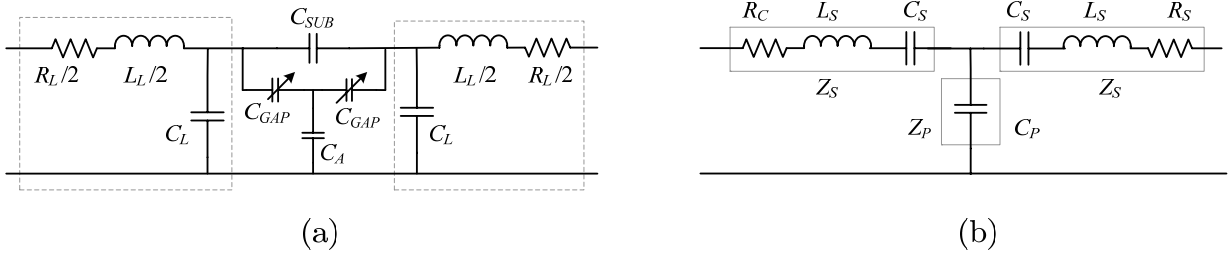 C_SUB
R_L/2 L_L/2 L_L/2 R_L/2
C_GAP C_GAP
C_L C_A C_L
(a)
R_C L_S C_S C_S L_S R_S
Z_S Z_S
Z_P C_P
(b)